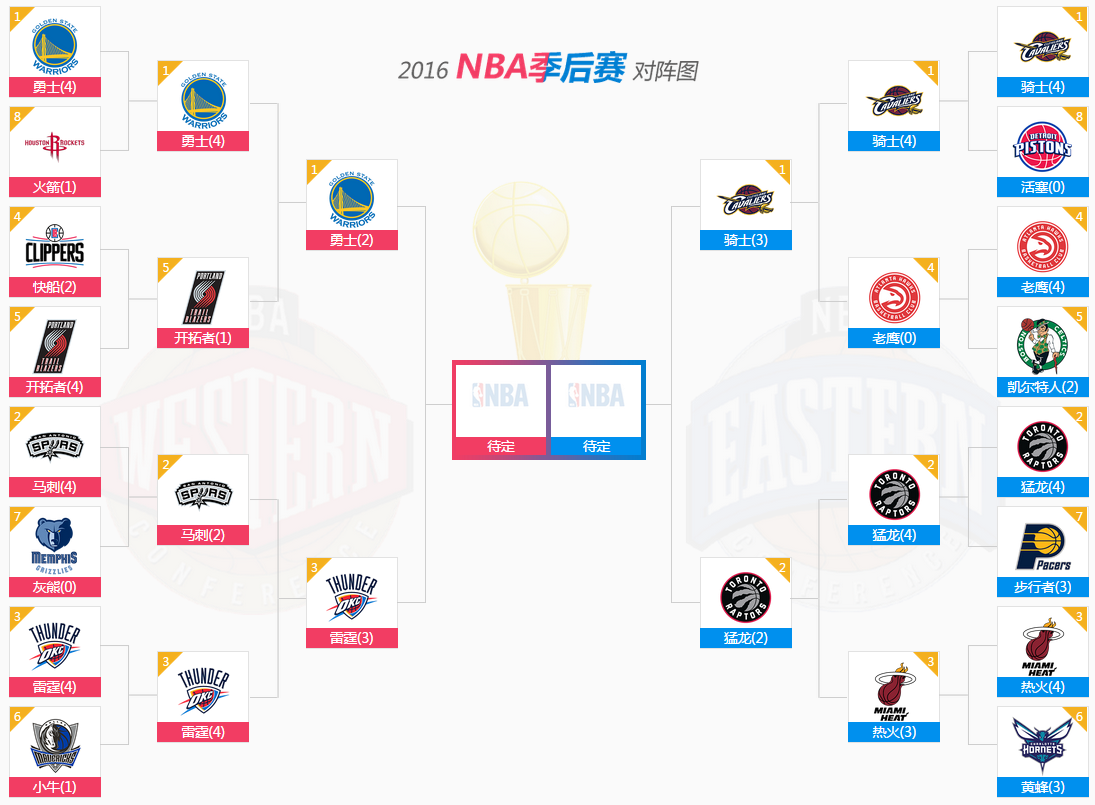 2016 NBA季后赛 对阵图
1
GOLDEN STATE
WARRIORS
勇士(4)
8
HOUSTON ROCKETS
火箭(1)
4
CLIPPERS
快船(2)
5
PORTLAND
TRAIL BLAZERS
开拓者(4)
2
SAN ANTONIO
SPURS
马刺(4)
7
MEMPHIS
GRIZZLIES
灰熊(0)
3
THUNDER
OKC
雷霆(4)
6
DALLAS
MAVERICKS
小牛(1)
1
GOLDEN STATE
WARRIORS
勇士(4)
5
PORTLAND
TRAIL BLAZERS
开拓者(1)
2
SAN ANTONIO
SPURS
马刺(2)
3
THUNDER
OKC
雷霆(4)
1
GOLDEN STATE
WARRIORS
勇士(2)
3
THUNDER
OKC
雷霆(3)
NBA
待定
NBA
待定
1
CAVALIERS
骑士(3)
2
TORONTO
RAPTORS
猛龙(2)
1
CAVALIERS
骑士(4)
4
ATLANTA HAWKS
BASKETBALL CLUB
老鹰(0)
2
TORONTO
RAPTORS
猛龙(4)
3
MIAMI
HEAT
热火(3)
1
CAVALIERS
骑士(4)
8
DETROIT
PISTONS
活塞(0)
4
ATLANTA HAWKS
BASKETBALL CLUB
老鹰(4)
5
BOSTON
CELTICS
凯尔特人(2)
2
TORONTO
RAPTORS
猛龙(4)
7
Pacers
步行者(3)
3
MIAMI
HEAT
热火(4)
6
CHARLOTTE
HORNETS
黄蜂(3)
NBA
WESTERN
CONFERENCE
NBA
EASTERN
CONFERENCE